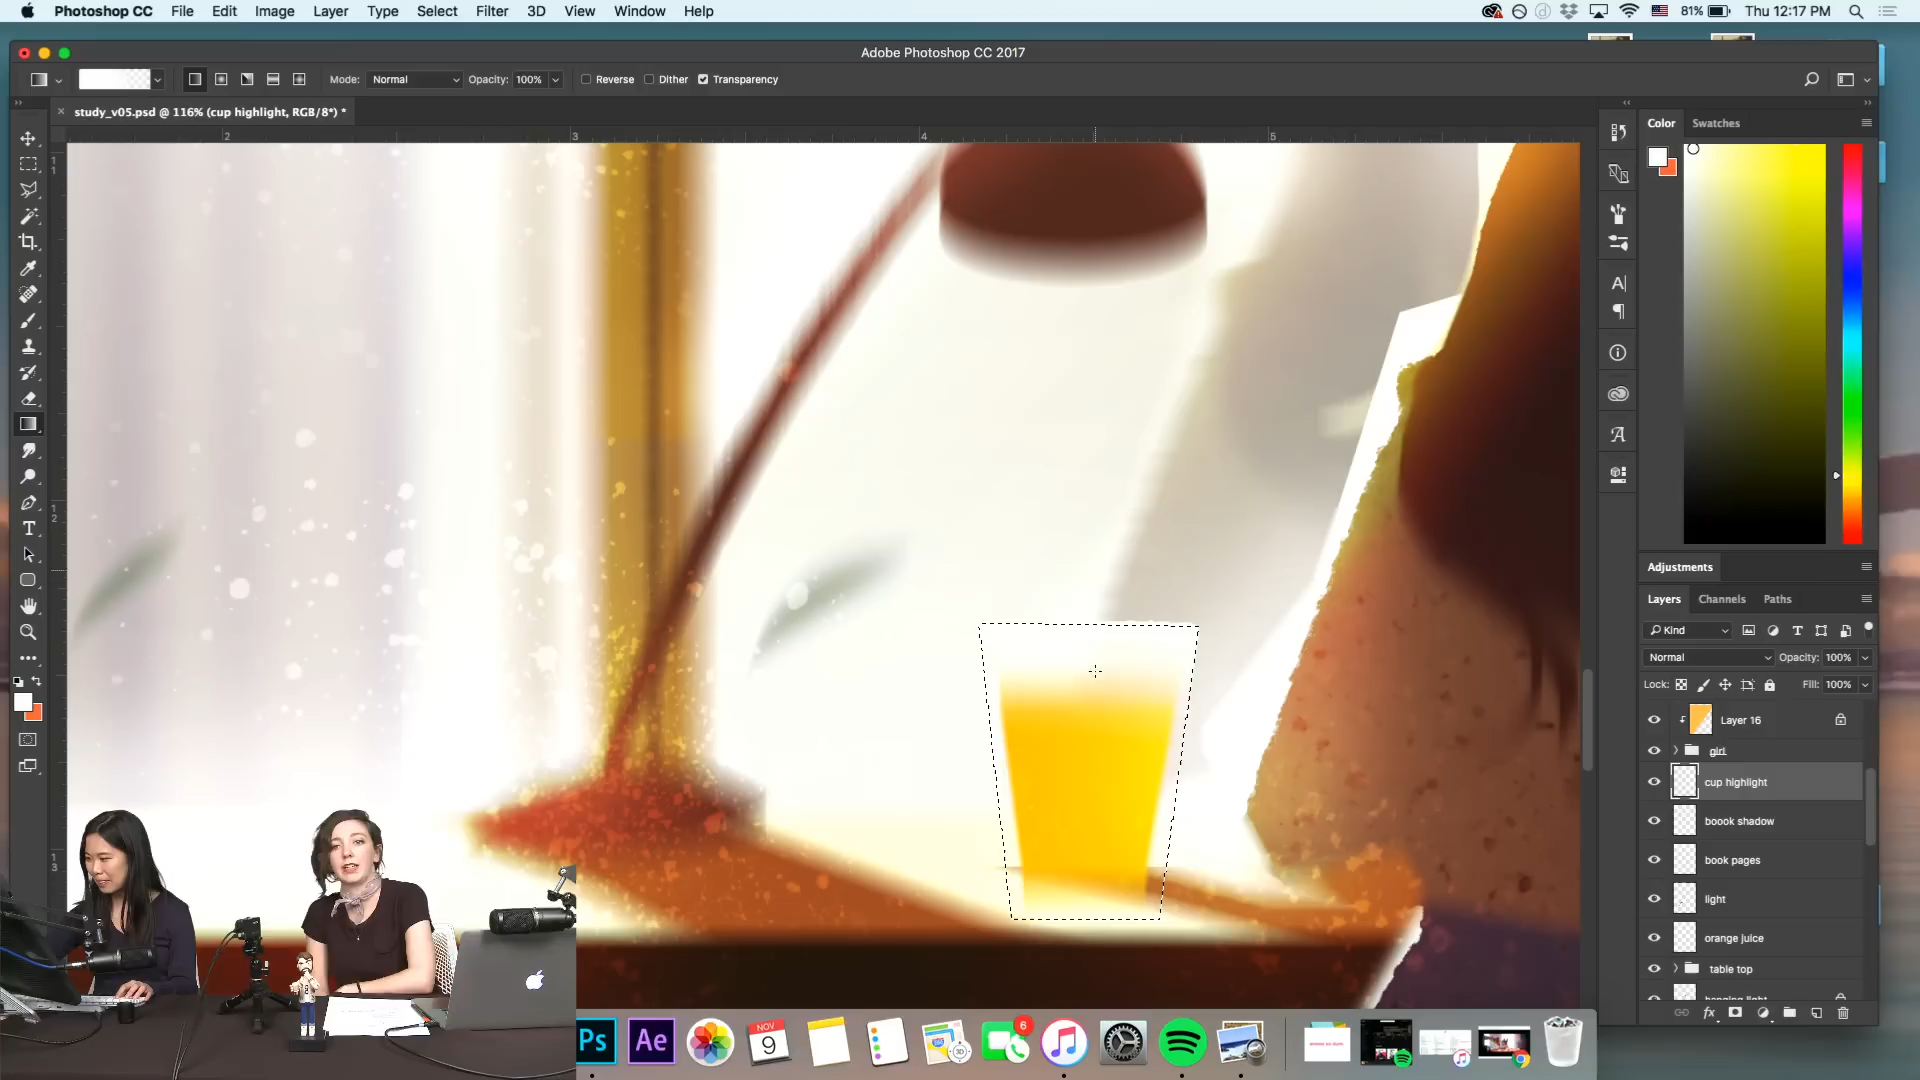 Photoshop CC File Edit Image Layer Type Select Filter 3D View Window Help 81% Thu 12:17 PM
Adobe Photoshop CC 2017
Mode: Normal Opacity: 100% Reverse Dither Transparency
study_v05.psd @ 116% (cup highlight, RGB/8*) *
2 3 4 5
Color Swatches
Adjustments
Layers Channels Paths
Kind
Normal Opacity: 100%
Lock: Fill: 100%
Layer 16
girl
cup highlight
boook shadow
book pages
light
orange juice
table top
Ps Ae NOV 9 6